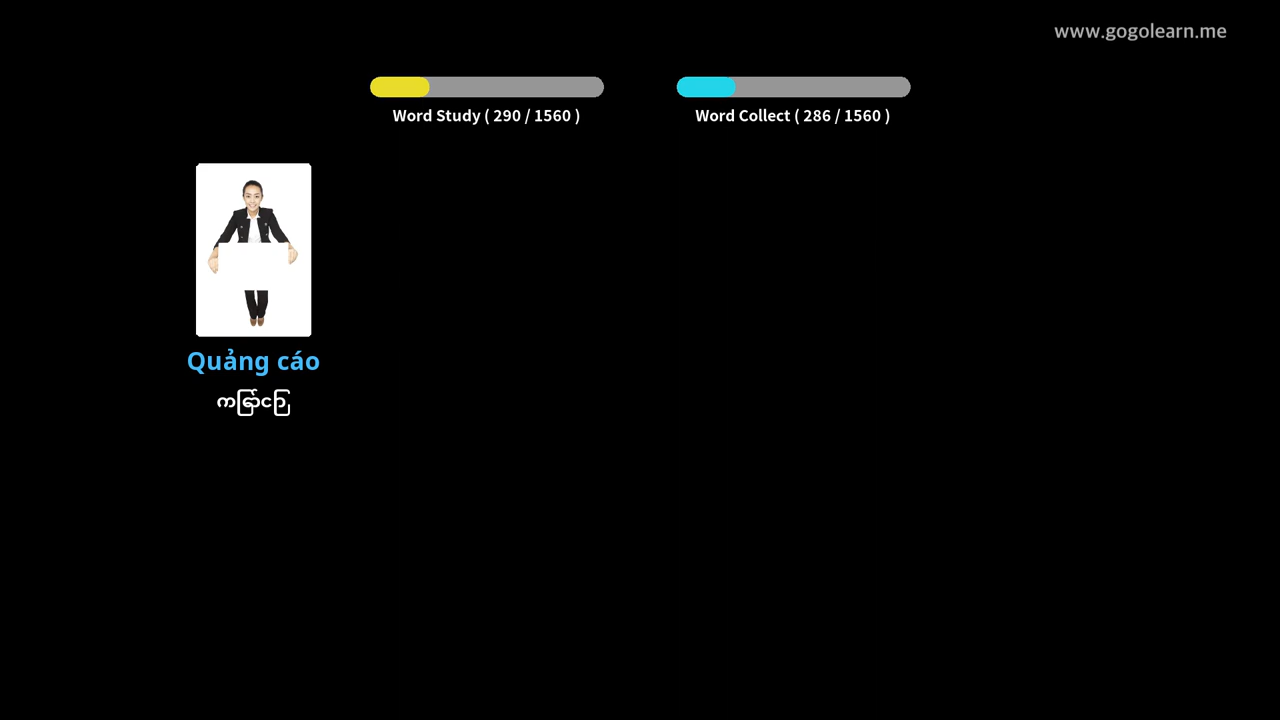 www.gogolearn.me
Word Study ( 290 / 1560 )
Word Collect ( 286 / 1560 )
Quảng cáo
ကြော်ငြာ